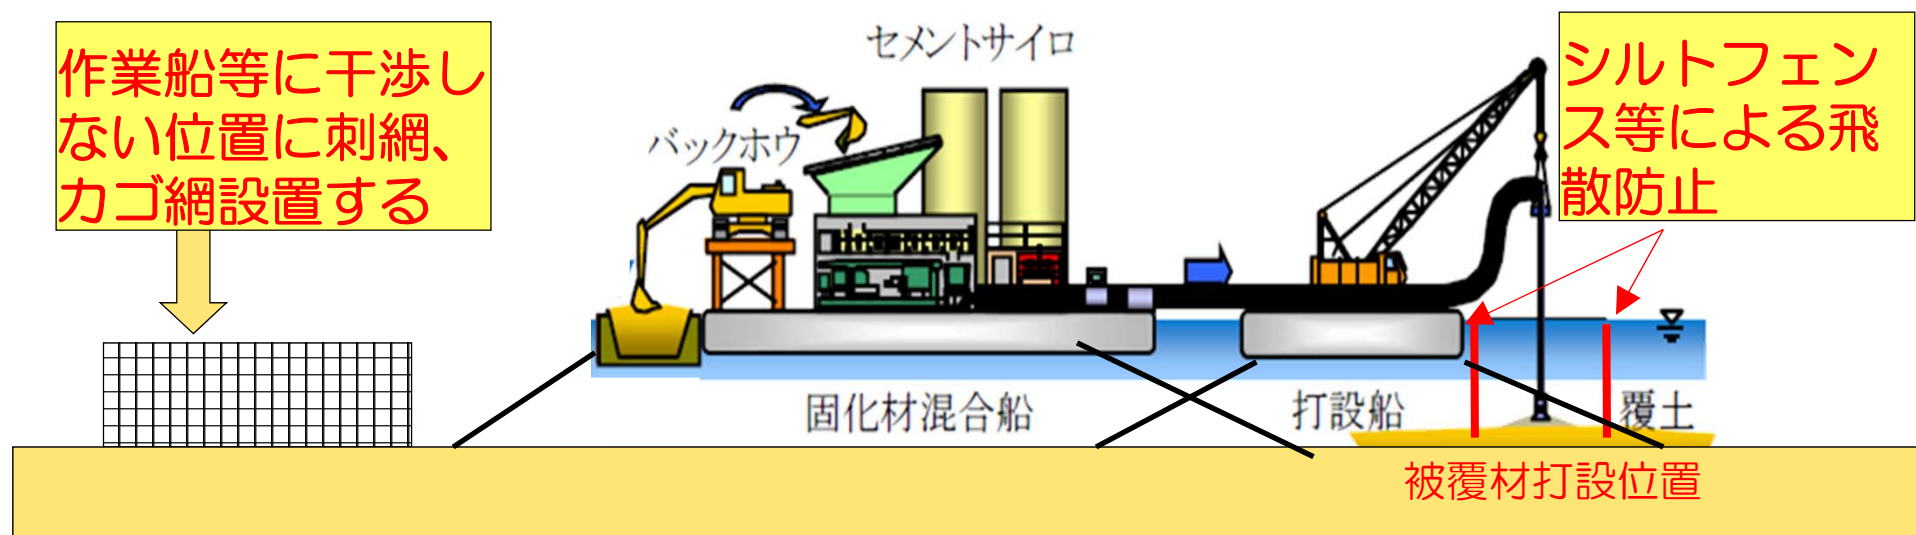 作業船等に干渉し
ない位置に刺網、
カゴ網設置する
セメントサイロ
バックホウ
シルトフェン
ス等による飛
散防止
固化材混合船
打設船
覆土
被覆材打設位置